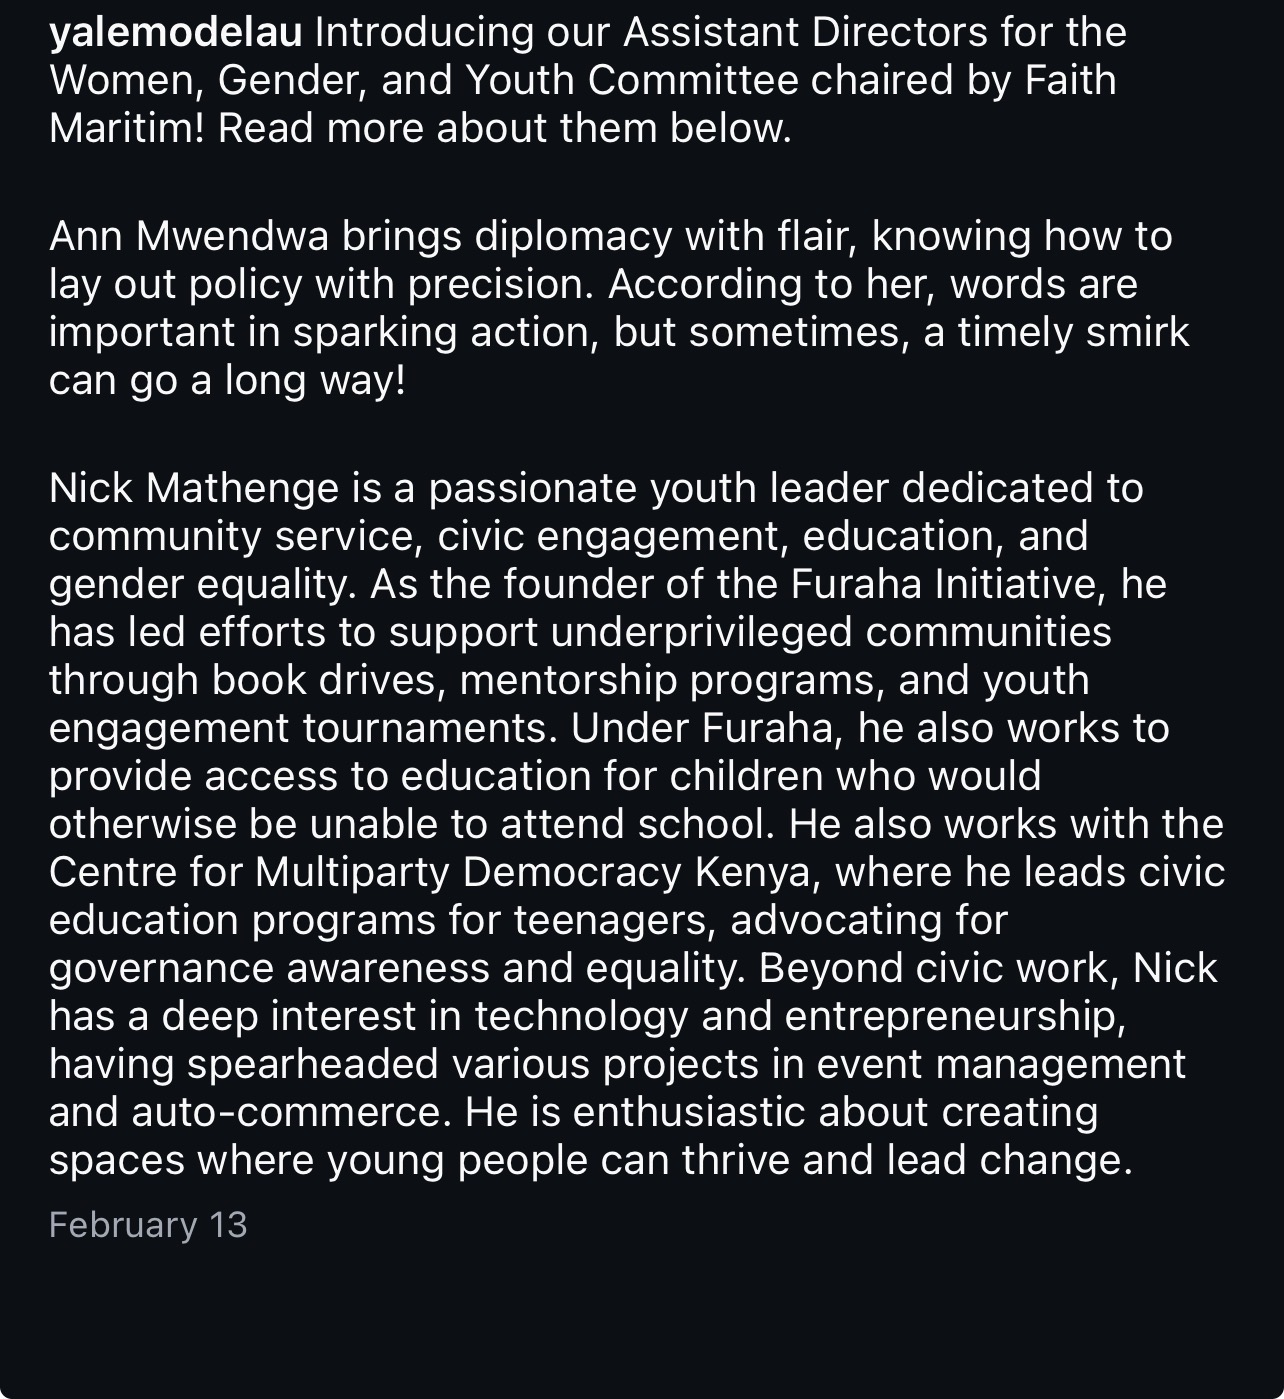 yalemodelau Introducing our Assistant Directors for the
Women, Gender, and Youth Committee chaired by Faith
Maritim! Read more about them below.
Ann Mwendwa brings diplomacy with flair, knowing how to
lay out policy with precision. According to her, words are
important in sparking action, but sometimes, a timely smirk
can go a long way!
Nick Mathenge is a passionate youth leader dedicated to
community service, civic engagement, education, and
gender equality. As the founder of the Furaha Initiative, he
has led efforts to support underprivileged communities
through book drives, mentorship programs, and youth
engagement tournaments. Under Furaha, he also works to
provide access to education for children who would
otherwise be unable to attend school. He also works with the
Centre for Multiparty Democracy Kenya, where he leads civic
education programs for teenagers, advocating for
governance awareness and equality. Beyond civic work, Nick
has a deep interest in technology and entrepreneurship,
having spearheaded various projects in event management
and auto-commerce. He is enthusiastic about creating
spaces where young people can thrive and lead change.
February 13